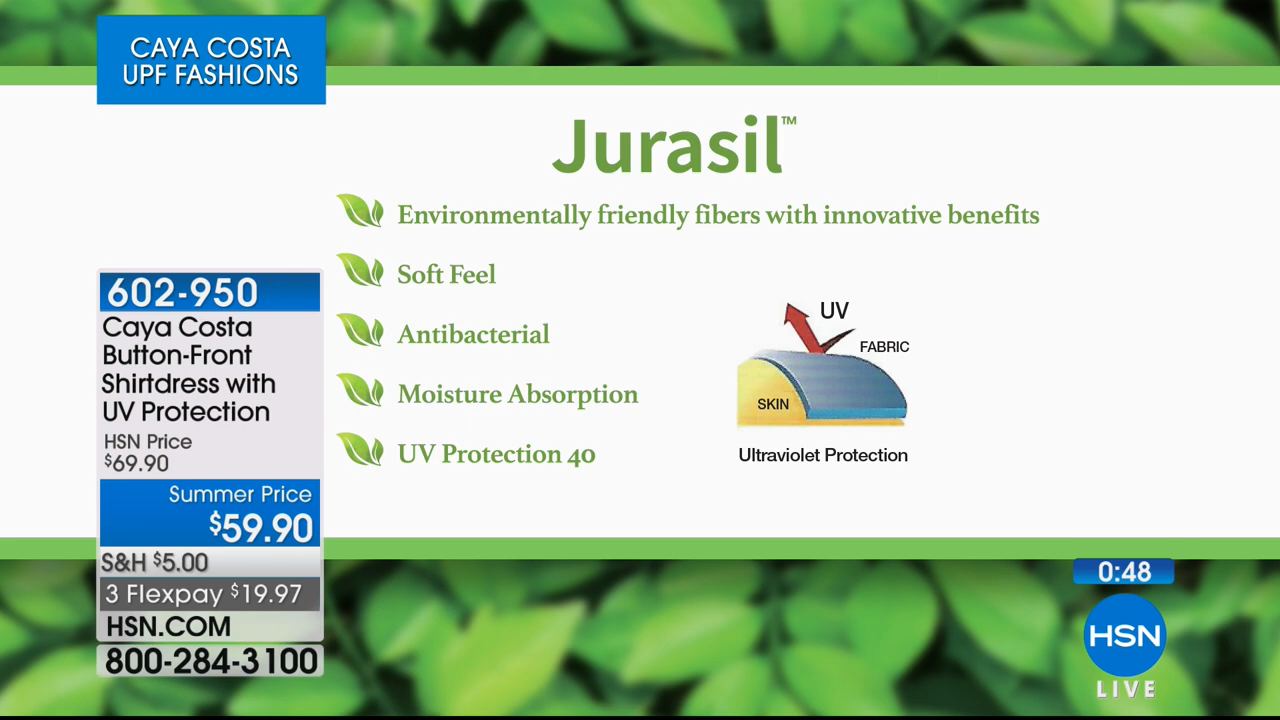 CAYA COSTA
UPF FASHIONS
Jurasil™
Environmentally friendly fibers with innovative benefits
Soft Feel
Antibacterial
Moisture Absorption
UV Protection 40
UV
FABRIC
SKIN
Ultraviolet Protection
602-950
Caya Costa
Button-Front
Shirtdress with
UV Protection
HSN Price
$69.90
Summer Price
$59.90
S&H $5.00
3 Flexpay $19.97
HSN.COM
800-284-3100
0:48
HSN
LIVE